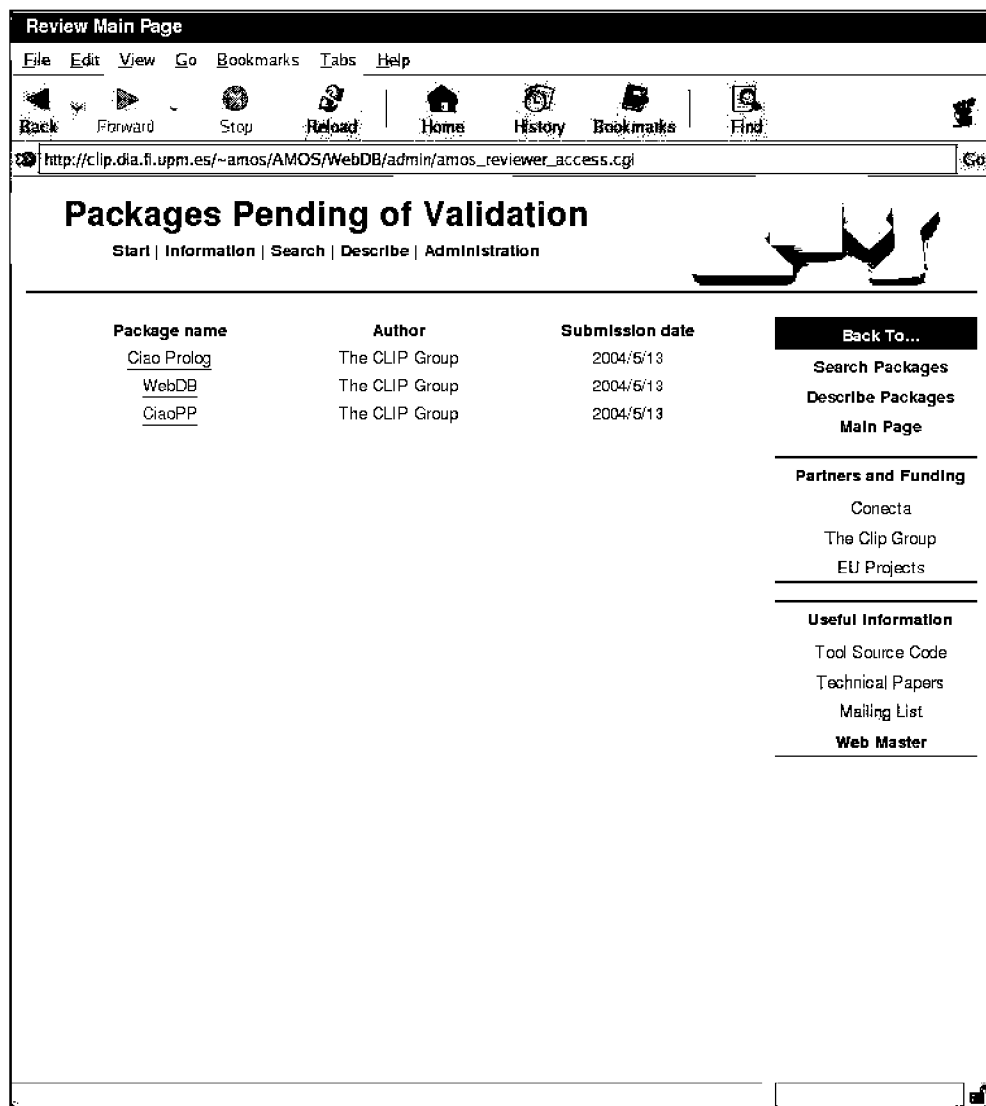 Review Main Page
File Edit View Go Bookmarks Tabs Help
Back Forward Stop Reload Home History Bookmarks Find
http://clip.dia.fi.upm.es/~amos/AMOS/WebDB/admin/amos_reviewer_access.cgi Go
Packages Pending of Validation
Start | Information | Search | Describe | Administration
Package name Author Submission date
Ciao Prolog The CLIP Group 2004/5/13
WebDB The CLIP Group 2004/5/13
CiaoPP The CLIP Group 2004/5/13
Back To...
Search Packages
Describe Packages
Main Page
Partners and Funding
Conecta
The Clip Group
EU Projects
Useful Information
Tool Source Code
Technical Papers
Mailing List
Web Master